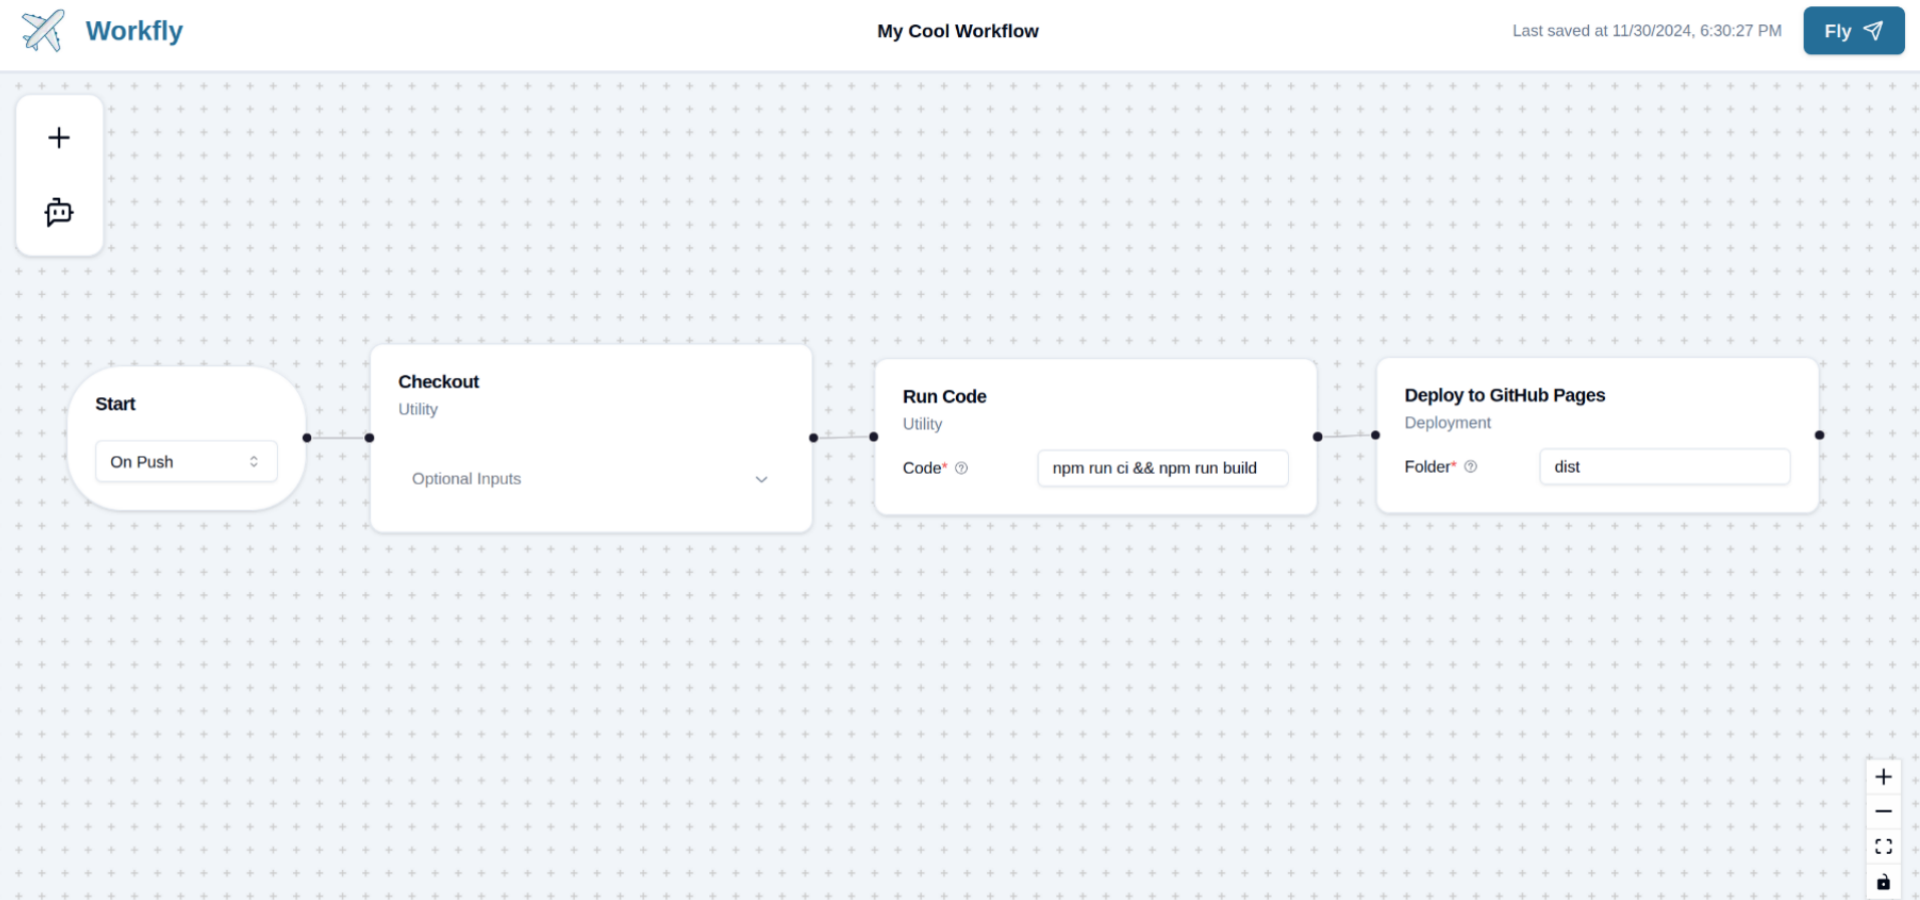 Workfly
My Cool Workflow
Last saved at 11/30/2024, 6:30:27 PM
Fly
Start
On Push
Checkout
Utility
Optional Inputs
Run Code
Utility
Code*
npm run ci && npm run build
Deploy to GitHub Pages
Deployment
Folder*
dist